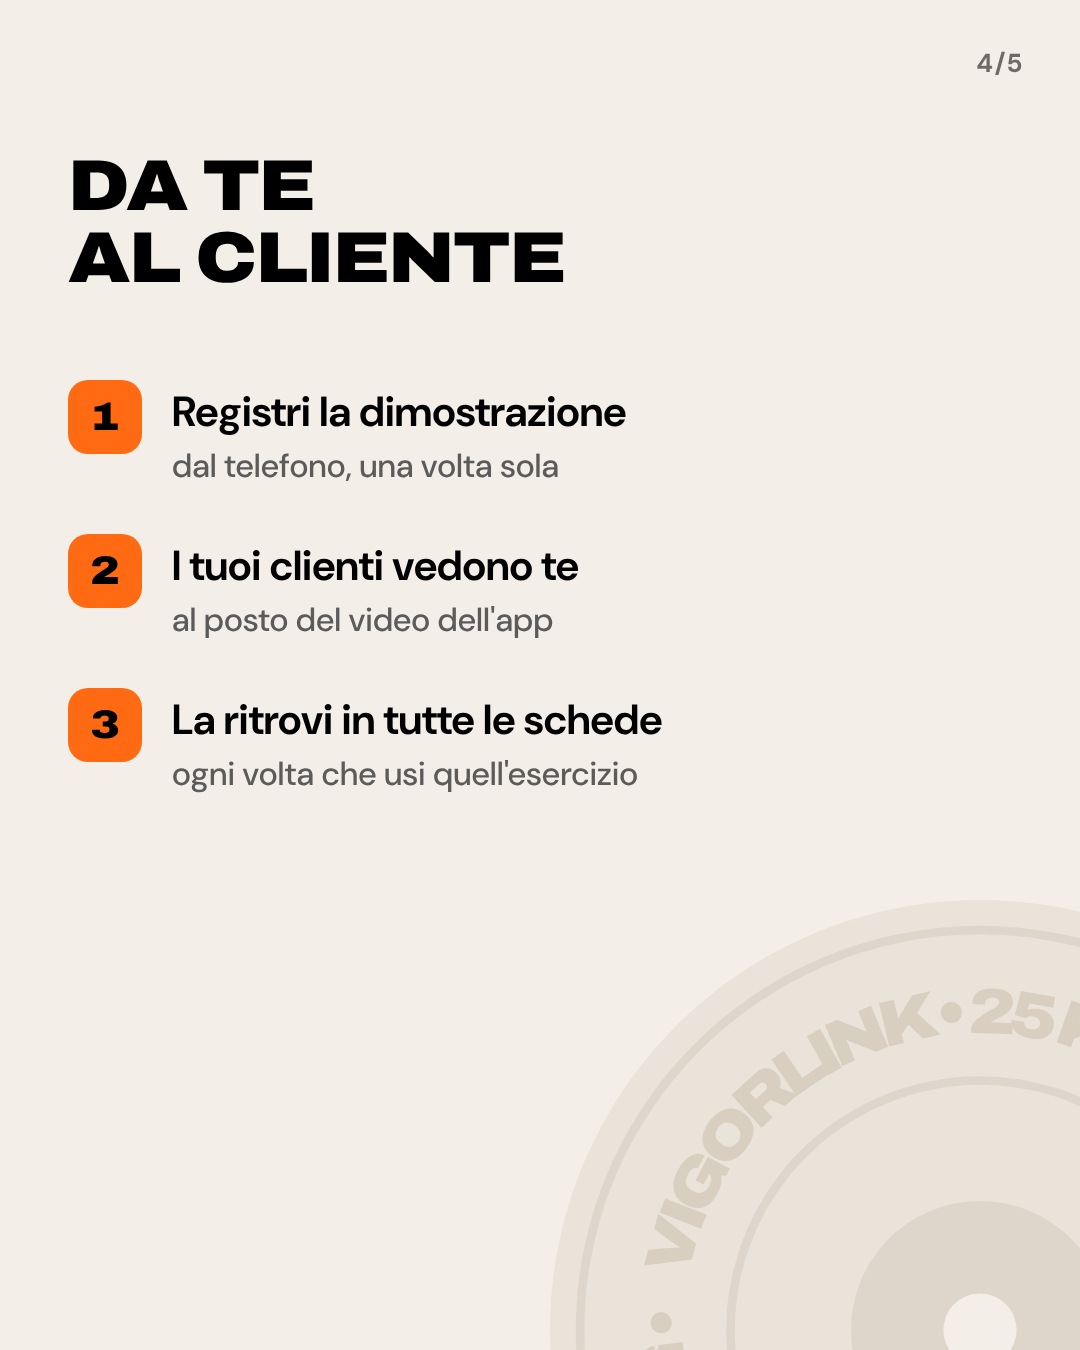 4/5
DA TE
AL CLIENTE
1
Registri la dimostrazione
dal telefono, una volta sola
2
I tuoi clienti vedono te
al posto del video dell'app
3
La ritrovi in tutte le schede
ogni volta che usi quell'esercizio
VIGORLINK • 25